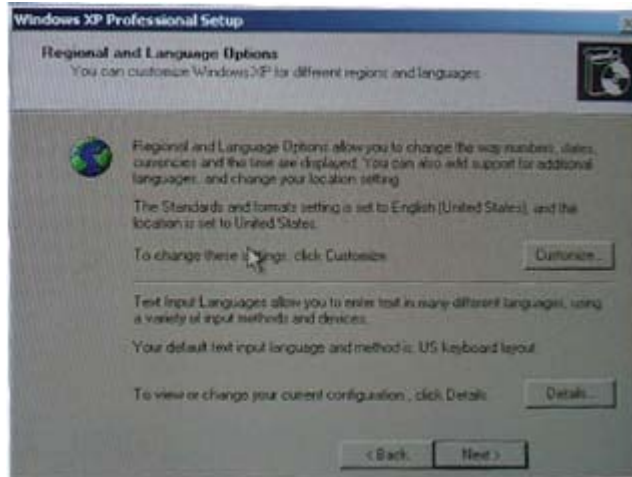 Windows XP Professional Setup
Regional and Language Options
You can customize Windows XP for different regions and languages.
Regional and Language Options allow you to change the way numbers, dates,
currencies and the time are displayed. You can also add support for additional
languages, and change your location setting.
The Standards and formats setting is set to English (United States), and the
location is set to United States.
To change these settings, click Customize.
Customize...
Text Input Languages allow you to enter text in many different languages, using
a variety of input methods and devices.
Your default text input language and method is: US keyboard layout
To view or change your current configuration , click Details.
Details...
< Back
Next >